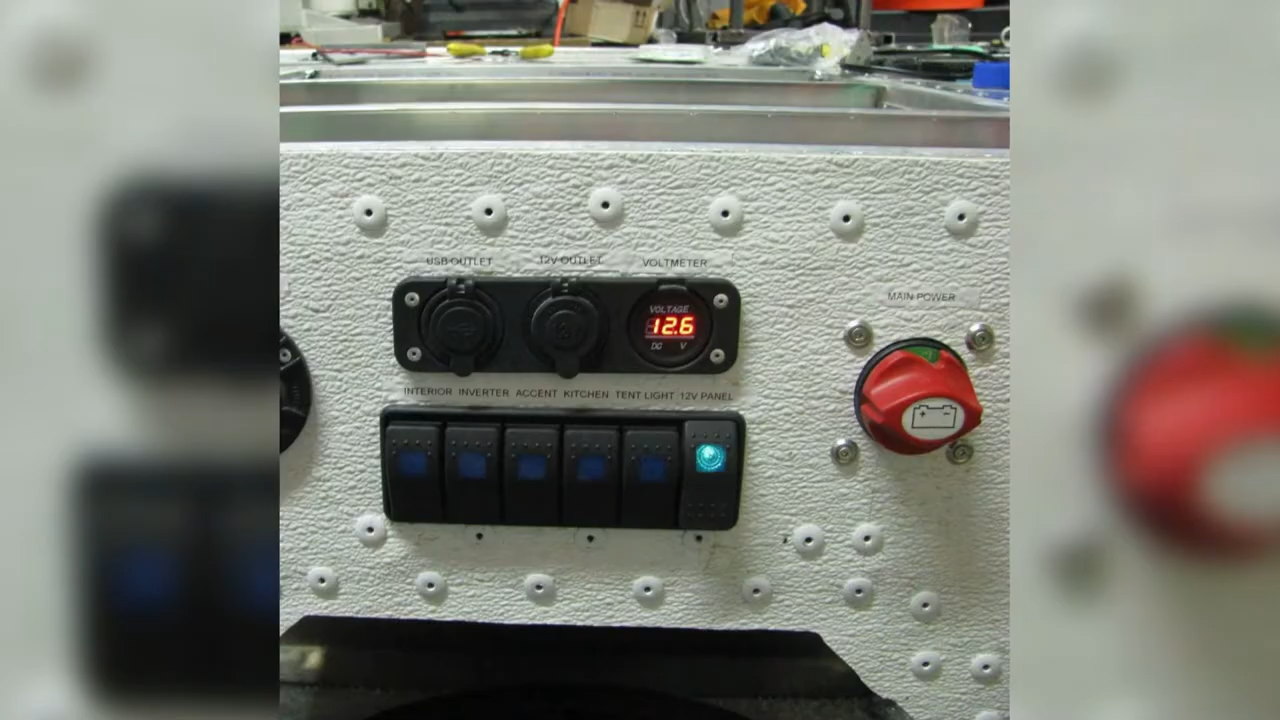 USB OUTLET 12V OUTLET VOLTMETER
MAIN POWER
VOLTAGE
12.6
DC V
INTERIOR INVERTER ACCENT KITCHEN TENT LIGHT 12V PANEL
+ -